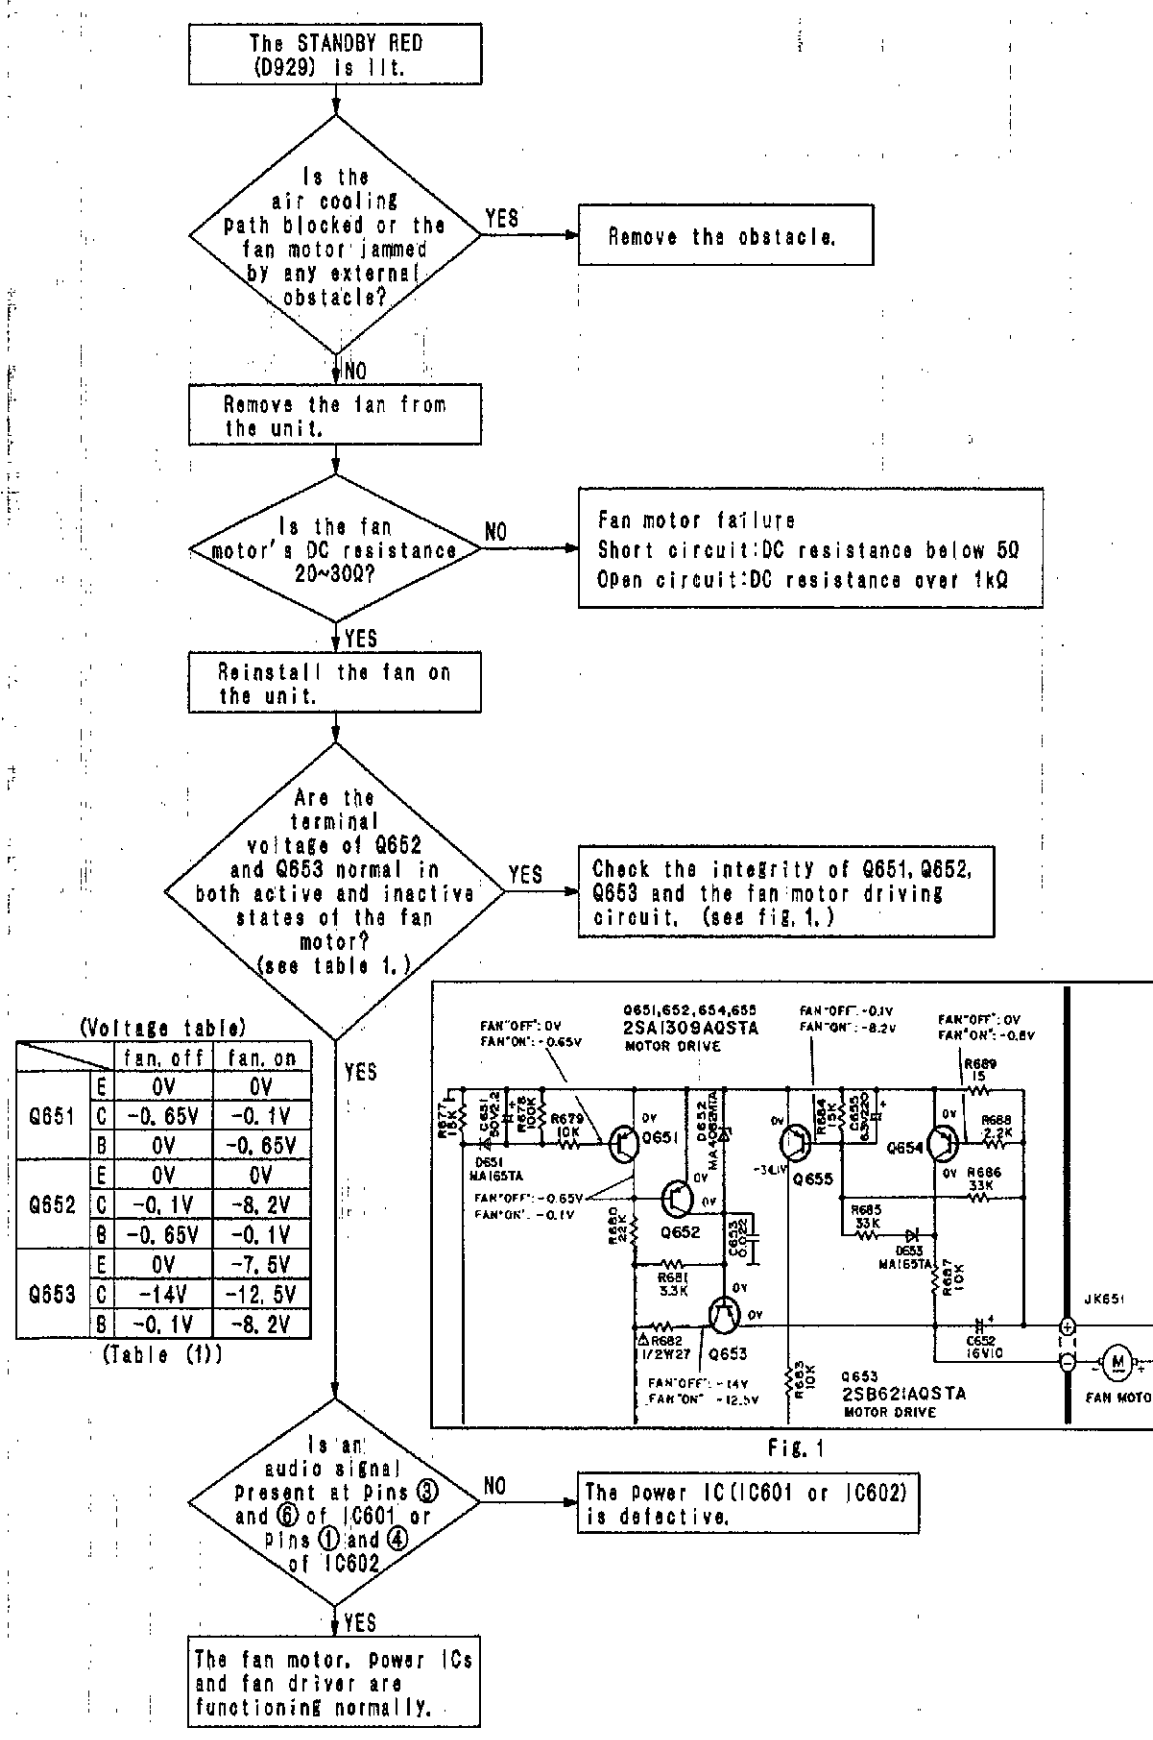 The STANDBY RED
(D929) is lit.
Is the
air cooling
path blocked or the
fan motor jammed
by any external
obstacle?
YES
Remove the obstacle.
NO
Remove the fan from
the unit.
Is the fan
motor's DC resistance
20~30Ω?
NO
Fan motor failure
Short circuit:DC resistance below 5Ω
Open circuit:DC resistance over 1kΩ
YES
Reinstall the fan on
the unit.
Are the
terminal
voltage of Q652
and Q653 normal in
both active and inactive
states of the fan
motor?
(see table 1.)
YES
Check the integrity of Q651, Q652,
Q653 and the fan motor driving
circuit. (see fig. 1.)
YES
(Voltage table)
fan. off fan. on
Q651 E 0V 0V
C -0.65V -0.1V
B 0V -0.65V
Q652 E 0V 0V
C -0.1V -8.2V
B -0.65V -0.1V
Q653 E 0V -7.5V
C -14V -12.5V
B -0.1V -8.2V
(Table (1))
FAN"OFF": 0V
FAN"ON": -0.65V
Q651,652,654,655
2SA1309AQSTA
MOTOR DRIVE
FAN"OFF": -0.1V
FAN"ON": -8.2V
FAN"OFF": 0V
FAN"ON": -0.8V
R677
15K
C651
50V2.2
R678
100K
R679
10K
0V
Q651
D652
MA4082MTA
0V
R684
15K
C655
6.3V220
+
R689
15
0V
R688
2.2K
Q654
D651
MA165TA
-34.1V
Q655
0V
R686
33K
FAN"OFF": -0.65V
FAN"ON": -0.1V
0V
0V
Q652
R680
22K
C653
0.022
R685
33K
D653
MA165TA
R687
10K
R681
3.3K
0V
0V
Q653
⚠R682
1/2W27
R683
10K
C652
16V10
+
JK651
+
−
M
− +
FAN MOTO
FAN"OFF": -14V
FAN"ON" -12.5V
Q653
2SB621AQSTA
MOTOR DRIVE
Fig. 1
Is an
audio signal
present at pins ③
and ⑥ of IC601 or
pins ① and ④
of IC602
NO
The power IC(IC601 or IC602)
is defective.
YES
The fan motor. power ICs
and fan driver are
functioning normally.